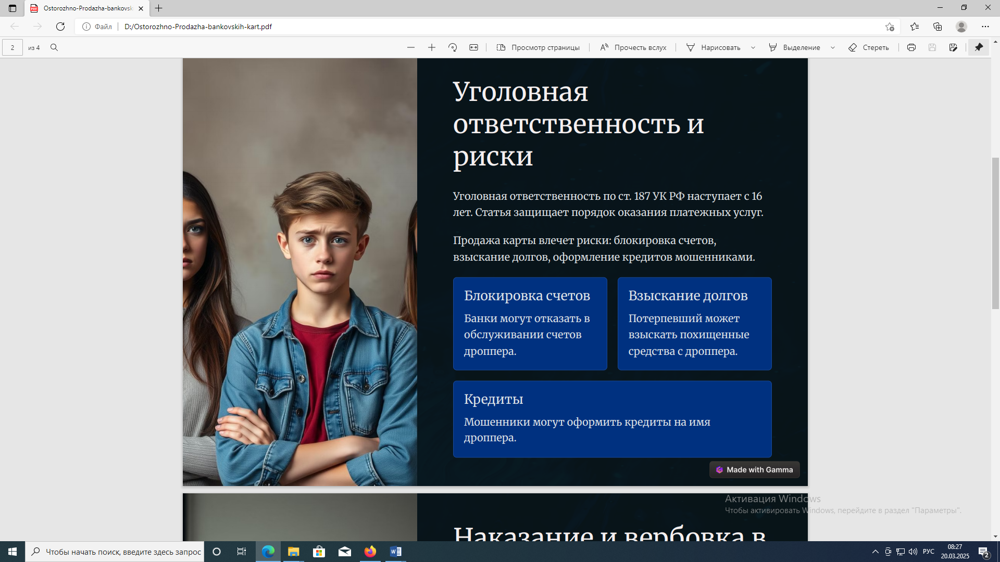 Ostorozhno-Prodazha-bankovsk
Файл
D:/Ostorozhno-Prodazha-bankovskih-kart.pdf
2
из 4
Просмотр страницы
Прочесть вслух
Нарисовать
Выделение
Стереть
Уголовная
ответственность и
риски
Уголовная ответственность по ст. 187 УК РФ наступает с 16
лет. Статья защищает порядок оказания платежных услуг.
Продажа карты влечет риски: блокировка счетов,
взыскание долгов, оформление кредитов мошенниками.
Блокировка счетов
Банки могут отказать в
обслуживании счетов
дроппера.
Взыскание долгов
Потерпевший может
взыскать похищенные
средства с дроппера.
Кредиты
Мошенники могут оформить кредиты на имя
дроппера.
Made with Gamma
Активация Windows
Чтобы активировать Windows, перейдите в раздел "Параметры".
Наказание и вербовка в
Чтобы начать поиск, введите здесь запрос
РУС
08:27
20.03.2025
2